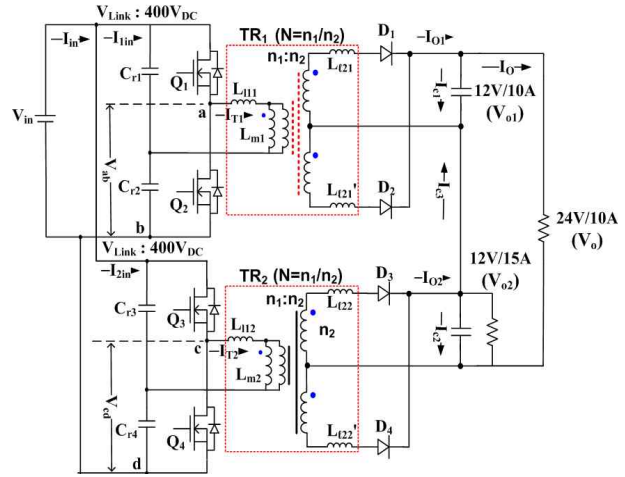 V_Link : 400V_DC
TR₁ (N=n₁/n₂)
–I_in→
–I_1in→
C_r1
Q₁
n₁:n₂
L_ℓ21
D₁
–I_O1→
–I_O→
12V/10A
(V_o1)
–I_c1→
L_l11
a
–I_T1→
L_m1
V_in
V_ab
C_r2
Q₂
b
L_ℓ21'
D₂
–I_c3→
24V/10A
(V_o)
V_Link : 400V_DC
–I_2in→
TR₂ (N=n₁/n₂)
C_r3
Q₃
n₁:n₂
L_ℓ22
n₂
D₃
–I_O2→
12V/15A
(V_o2)
–I_c2→
L_l12
c
–I_T2→
L_m2
V_cd
C_r4
Q₄
d
L_ℓ22'
D₄